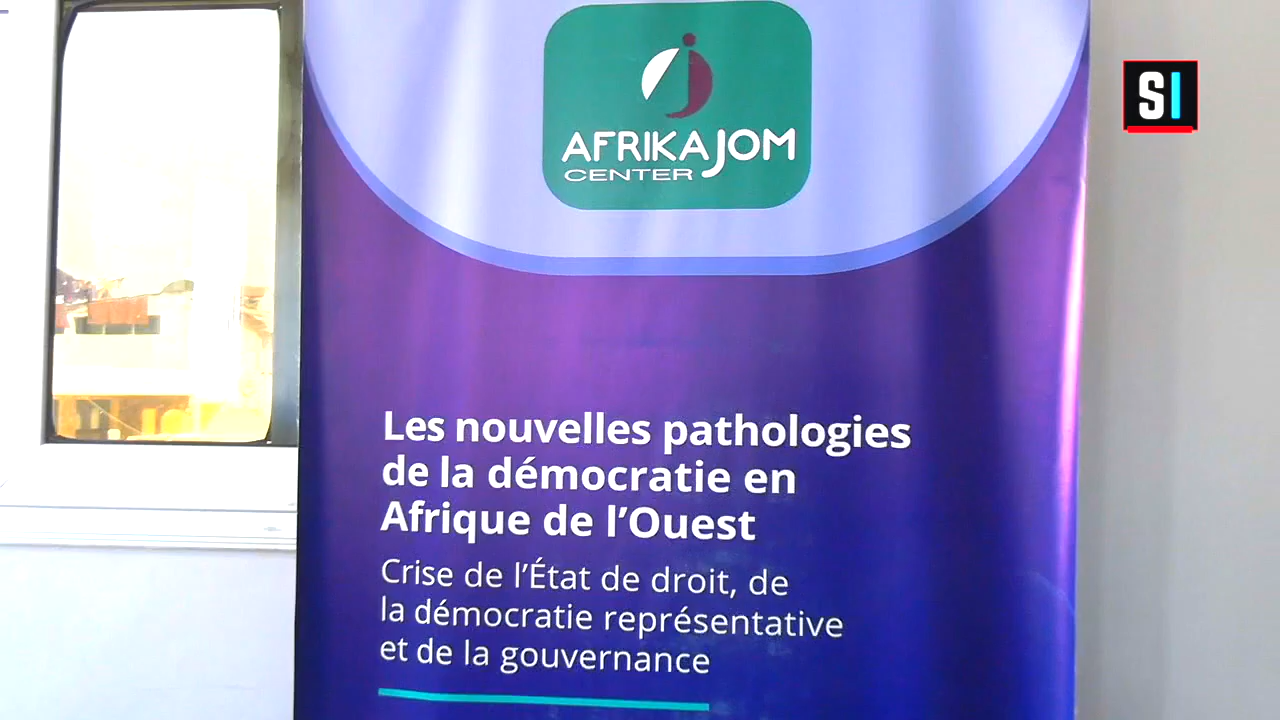 AFRIKAJOM
CENTER
SI
Les nouvelles pathologies
de la démocratie en
Afrique de l'Ouest
Crise de l'État de droit, de
la démocratie représentative
et de la gouvernance